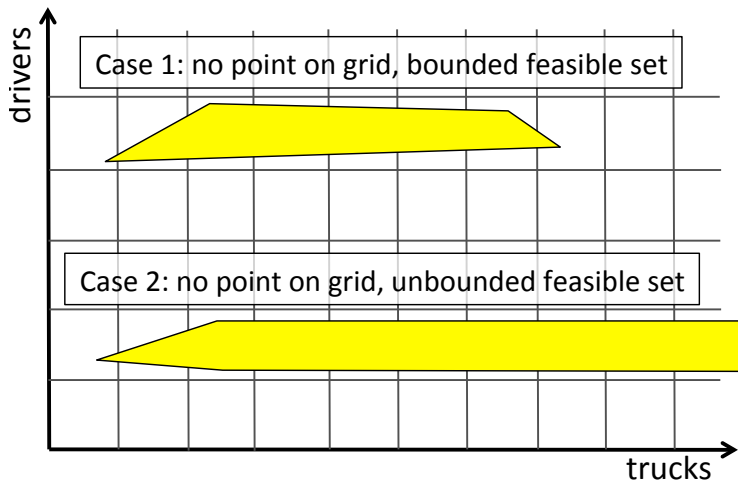 drivers
Case 1: no point on grid, bounded feasible set
Case 2: no point on grid, unbounded feasible set
trucks